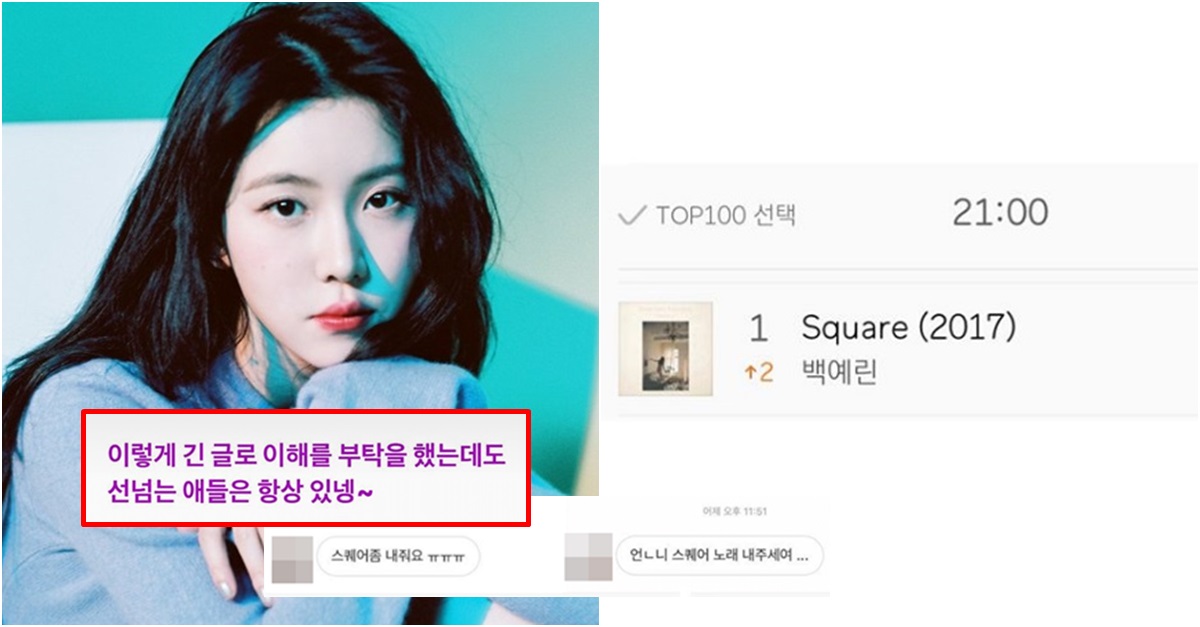 이렇게 긴 글로 이해를 부탁을 했는데도
선넘는 애들은 항상 있넹~
스퀘어좀 내줘요 ㅠㅠㅠ
TOP100 선택
21:00
1
Square (2017)
↑2
백예린
어제 오후 11:51
언ㄴ니 스퀘어 노래 내주세여 ...